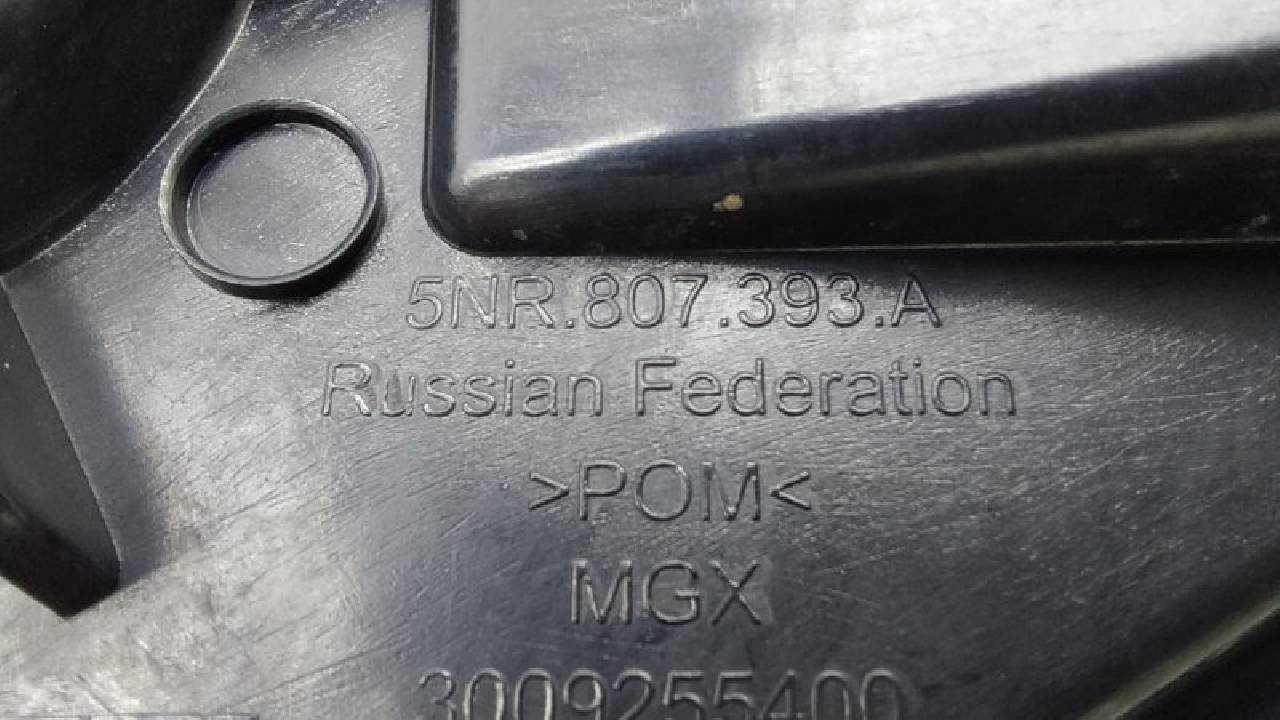 5NR.807.393.A
Russian Federation
>POM<
MGX
3009255400